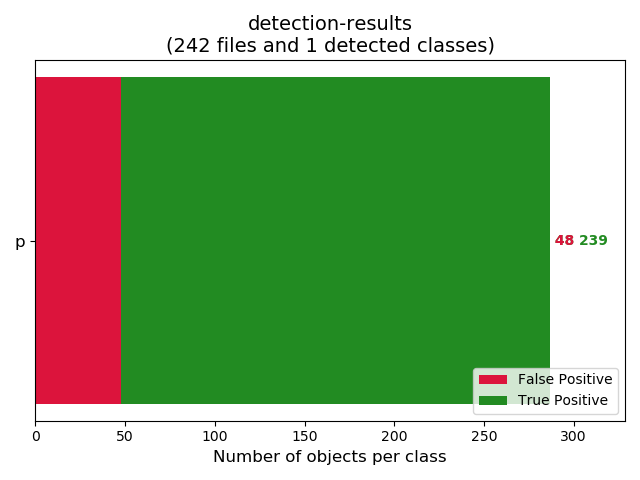 detection-results
(242 files and 1 detected classes)
p
48 239
False Positive
True Positive
0 50 100 150 200 250 300
Number of objects per class